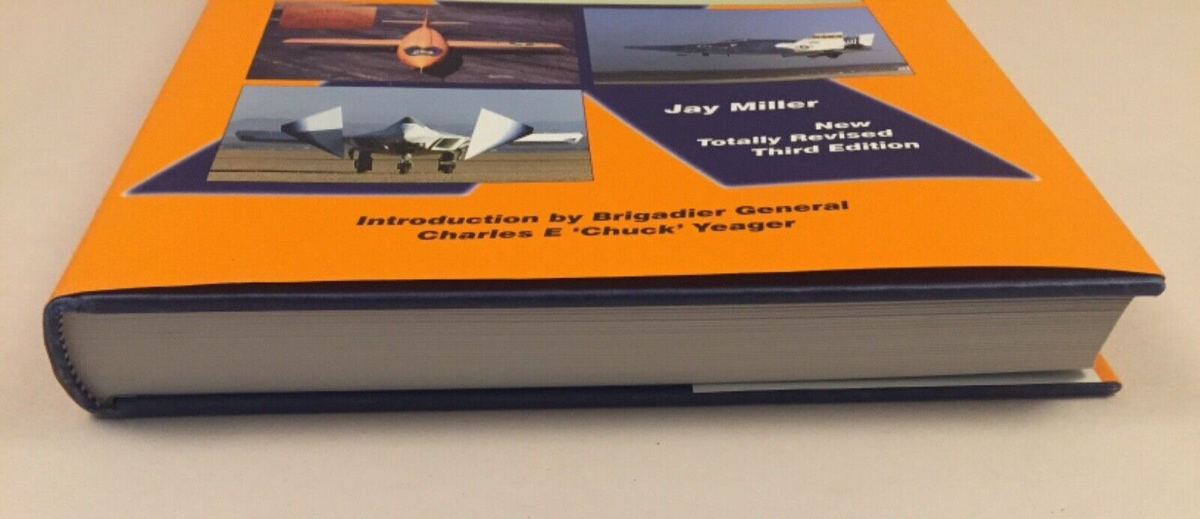 Jay Miller
New
Totally Revised
Third Edition
Introduction by Brigadier General
Charles E 'Chuck' Yeager